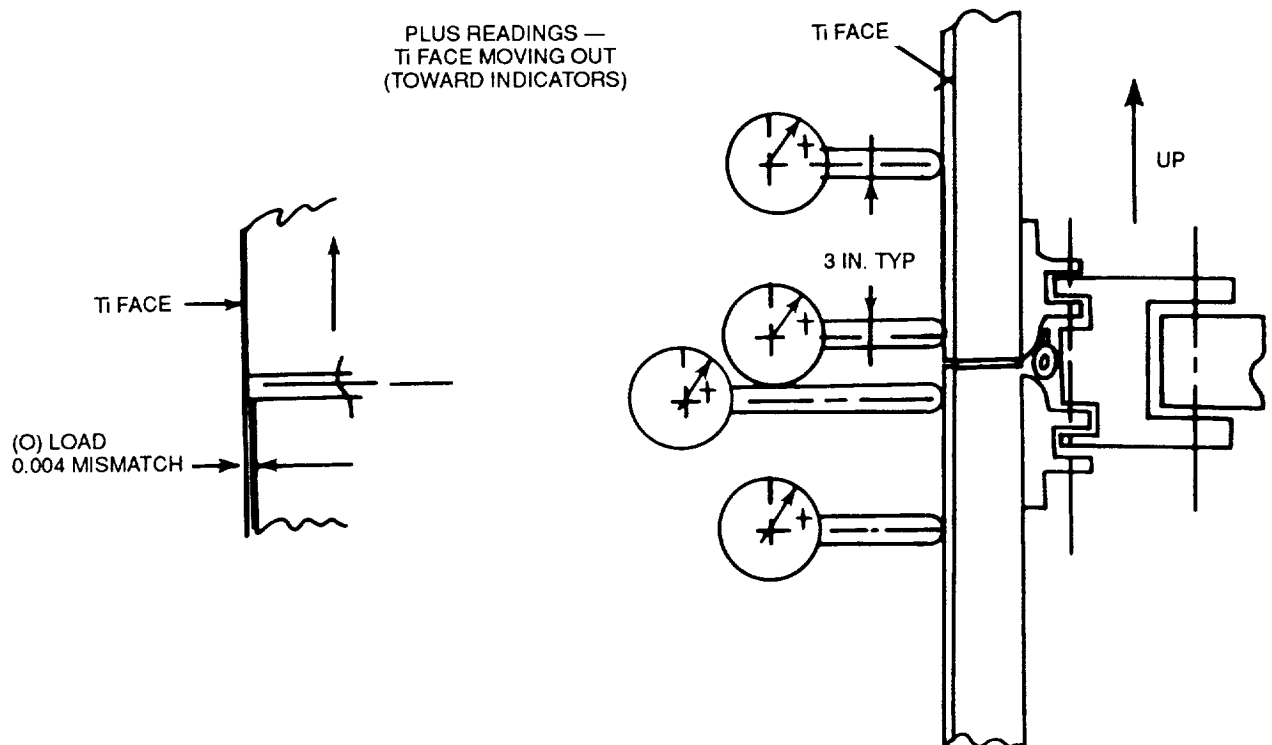 PLUS READINGS —
Ti FACE MOVING OUT
(TOWARD INDICATORS)
Ti FACE
UP
3 IN. TYP
Ti FACE
(O) LOAD
0.004 MISMATCH